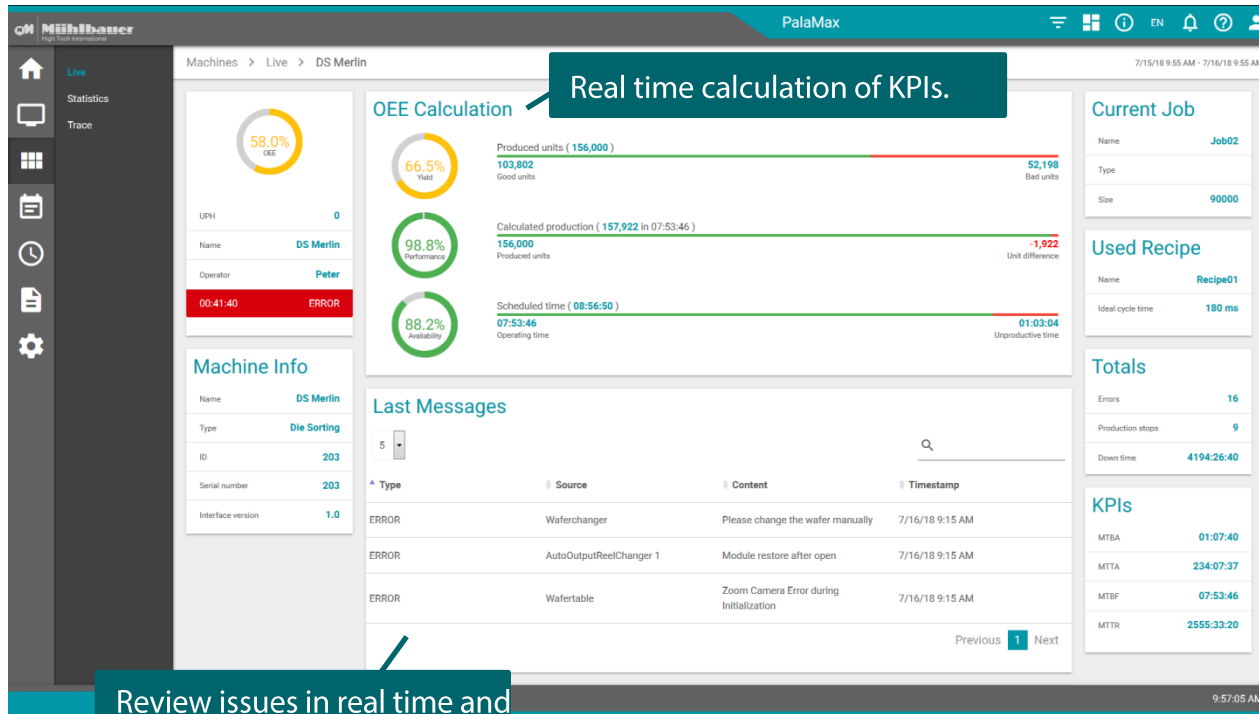 Mühlbauer
High Tech International
PalaMax
EN
Machines > Live > DS Merlin
7/15/18 9:55 AM - 7/16/18 9:55 AM
Live
Statistics
Trace
Real time calculation of KPIs.
58.0%
OEE
UPH 0
Name DS Merlin
Operator Peter
00:41:40 ERROR
Machine Info
Name DS Merlin
Type Die Sorting
ID 203
Serial number 203
Interface version 1.0
OEE Calculation
66.5%
Yield
Produced units ( 156,000 )
103,802 52,198
Good units Bad units
98.8%
Performance
Calculated production ( 157,922 in 07:53:46 )
156,000 -1,922
Produced units Unit difference
88.2%
Availability
Scheduled time ( 08:56:50 )
07:53:46 01:03:04
Operating time Unproductive time
Last Messages
5
Type Source Content Timestamp
ERROR Waferchanger Please change the wafer manually 7/16/18 9:15 AM
ERROR AutoOutputReelChanger 1 Module restore after open 7/16/18 9:15 AM
ERROR Wafertable Zoom Camera Error during 7/16/18 9:15 AM
Initialization
Previous 1 Next
Current Job
Name Job02
Type
Size 90000
Used Recipe
Name Recipe01
Ideal cycle time 180 ms
Totals
Errors 16
Production stops 9
Down time 4194:26:40
KPIs
MTBA 01:07:40
MTTA 234:07:37
MTBF 07:53:46
MTTR 2555:33:20
Review issues in real time and
9:57:05 AM